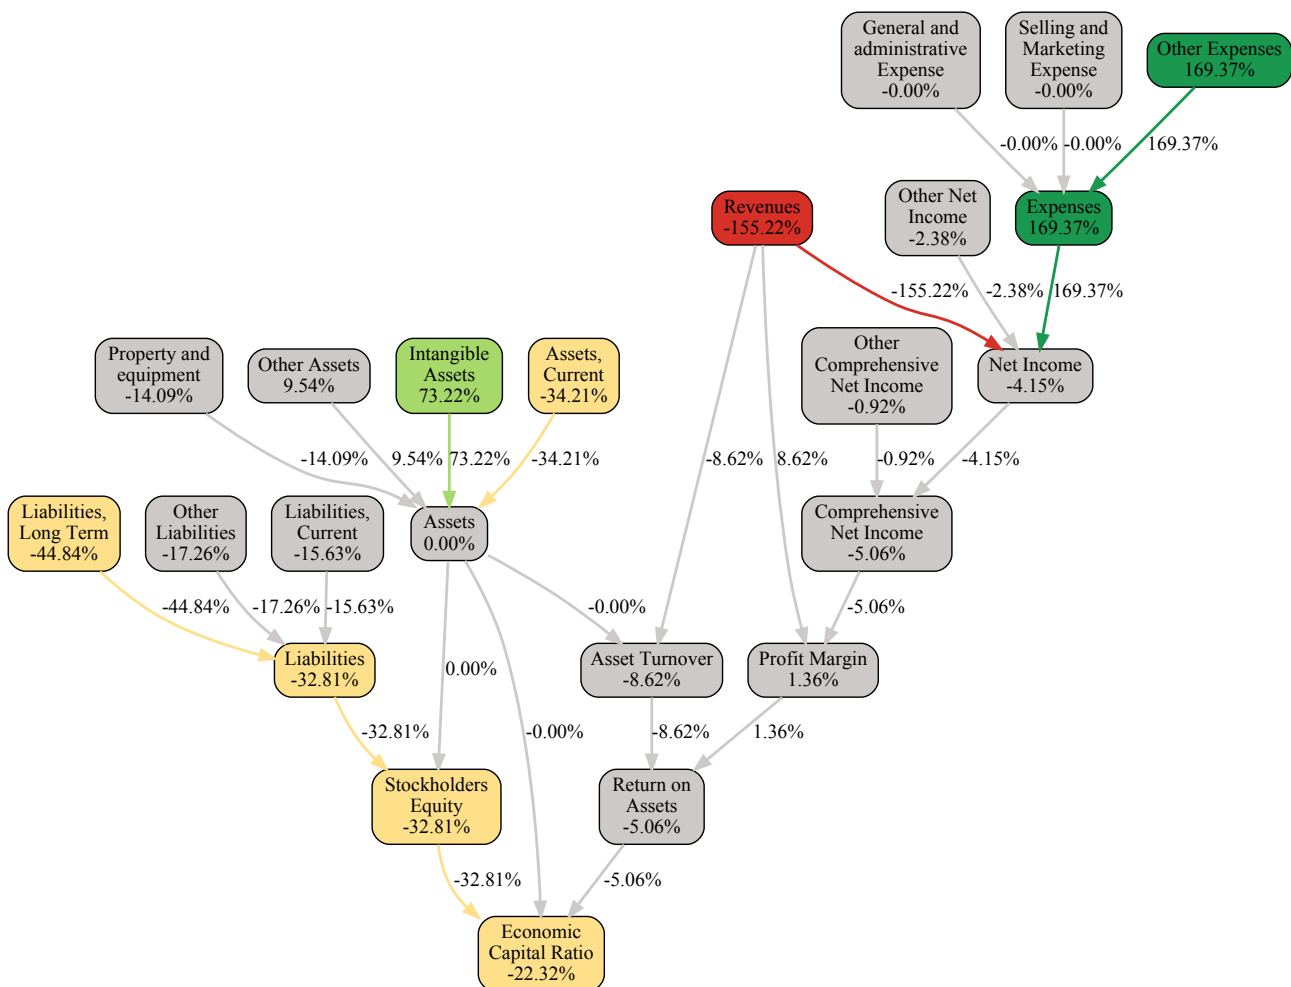 General and
administrative
Expense
-0.00%
Selling and
Marketing
Expense
-0.00%
Other Expenses
169.37%
-0.00%
-0.00%
169.37%
Revenues
-155.22%
Other Net
Income
-2.38%
Expenses
169.37%
-155.22%
-2.38%
169.37%
Property and
equipment
-14.09%
Other Assets
9.54%
Intangible
Assets
73.22%
Assets,
Current
-34.21%
Other
Comprehensive
Net Income
-0.92%
Net Income
-4.15%
-14.09%
9.54%
73.22%
-34.21%
-8.62%
8.62%
-0.92%
-4.15%
Liabilities,
Long Term
-44.84%
Other
Liabilities
-17.26%
Liabilities,
Current
-15.63%
Assets
0.00%
Comprehensive
Net Income
-5.06%
-44.84%
-17.26%
-15.63%
-0.00%
-5.06%
Liabilities
-32.81%
0.00%
Asset Turnover
-8.62%
Profit Margin
1.36%
-32.81%
-0.00%
-8.62%
1.36%
Stockholders
Equity
-32.81%
Return on
Assets
-5.06%
-32.81%
-5.06%
Economic
Capital Ratio
-22.32%